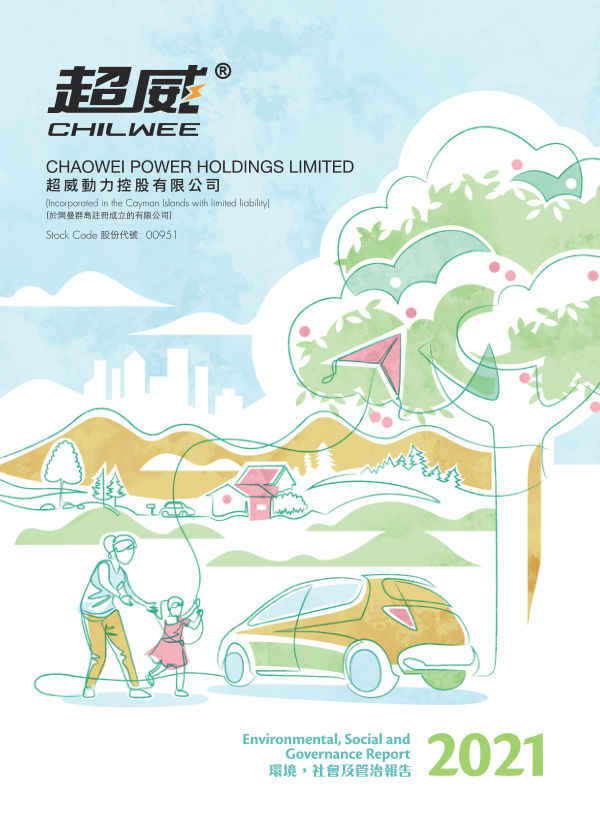 超威®
CHILWEE
CHAOWEI POWER HOLDINGS LIMITED
超威動力控股有限公司
(Incorporated in the Cayman Islands with limited liability)
(於開曼群島註冊成立的有限公司)
Stock Code 股份代號: 00951
Environmental, Social and
Governance Report
環境，社會及管治報告
2021